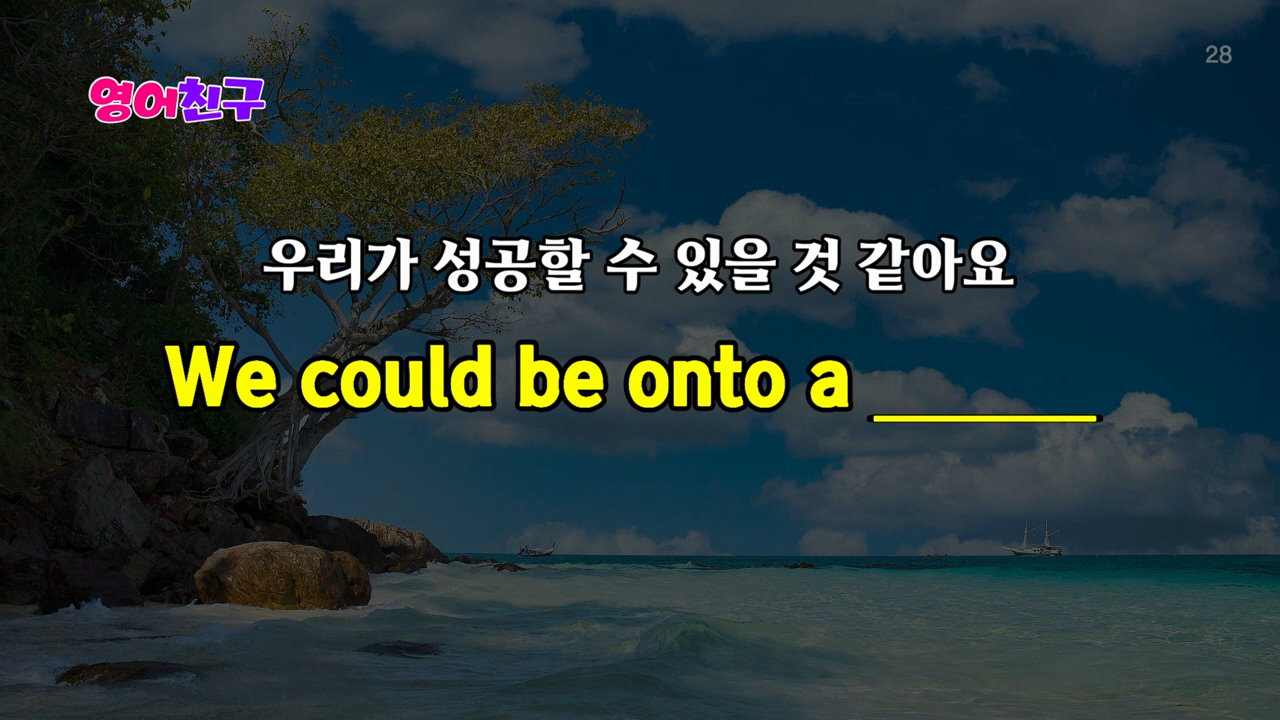 28
영어친구
우리가 성공할 수 있을 것 같아요
We could be onto a _____